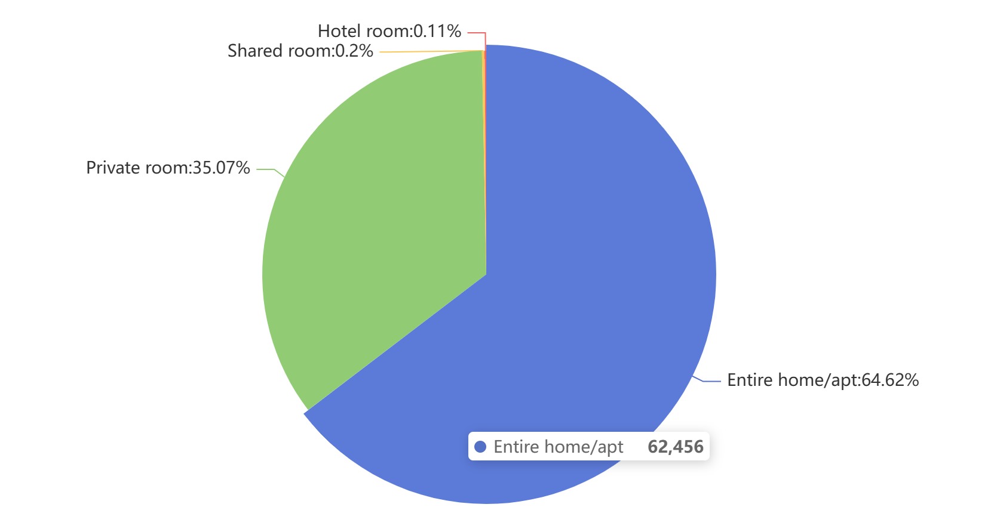 Hotel room:0.11%
Shared room:0.2%
Private room:35.07%
Entire home/apt:64.62%
Entire home/apt 62,456